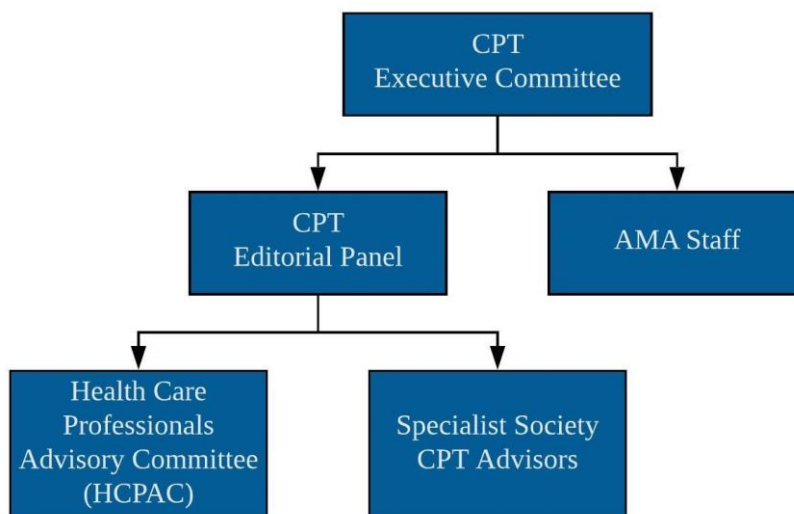 CPT
Executive Committee
CPT
Editorial Panel
AMA Staff
Health Care
Professionals
Advisory Committee
(HCPAC)
Specialist Society
CPT Advisors